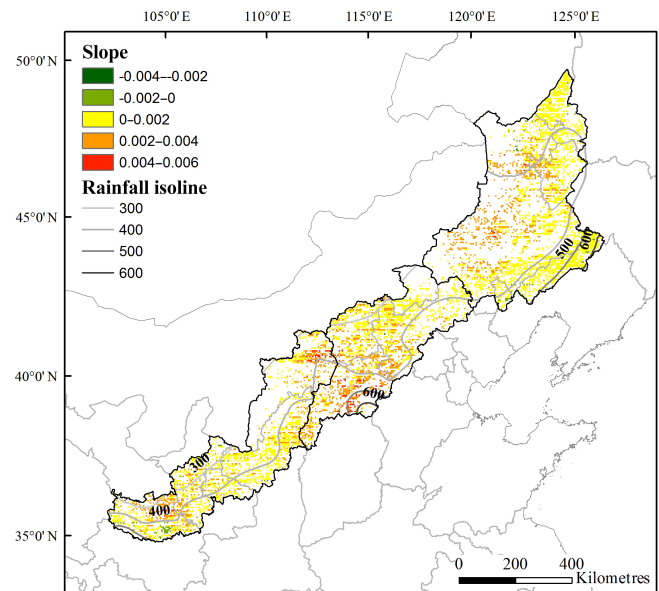 105°0′E 110°0′E 115°0′E 120°0′E 125°0′E
50°0′N
45°0′N
40°0′N
35°0′N
Slope
-0.004–-0.002
-0.002–0
0–0.002
0.002–0.004
0.004–0.006
Rainfall isoline
300
400
500
600
500
600
600
300
400
0 200 400
Kilometres